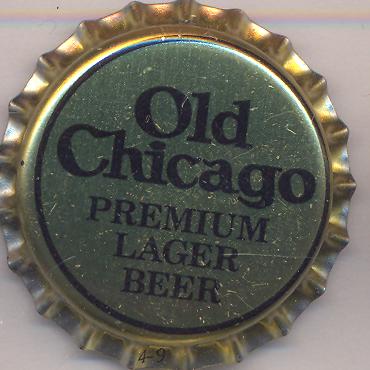 Old
Chicago
PREMIUM
LAGER
BEER
4-9